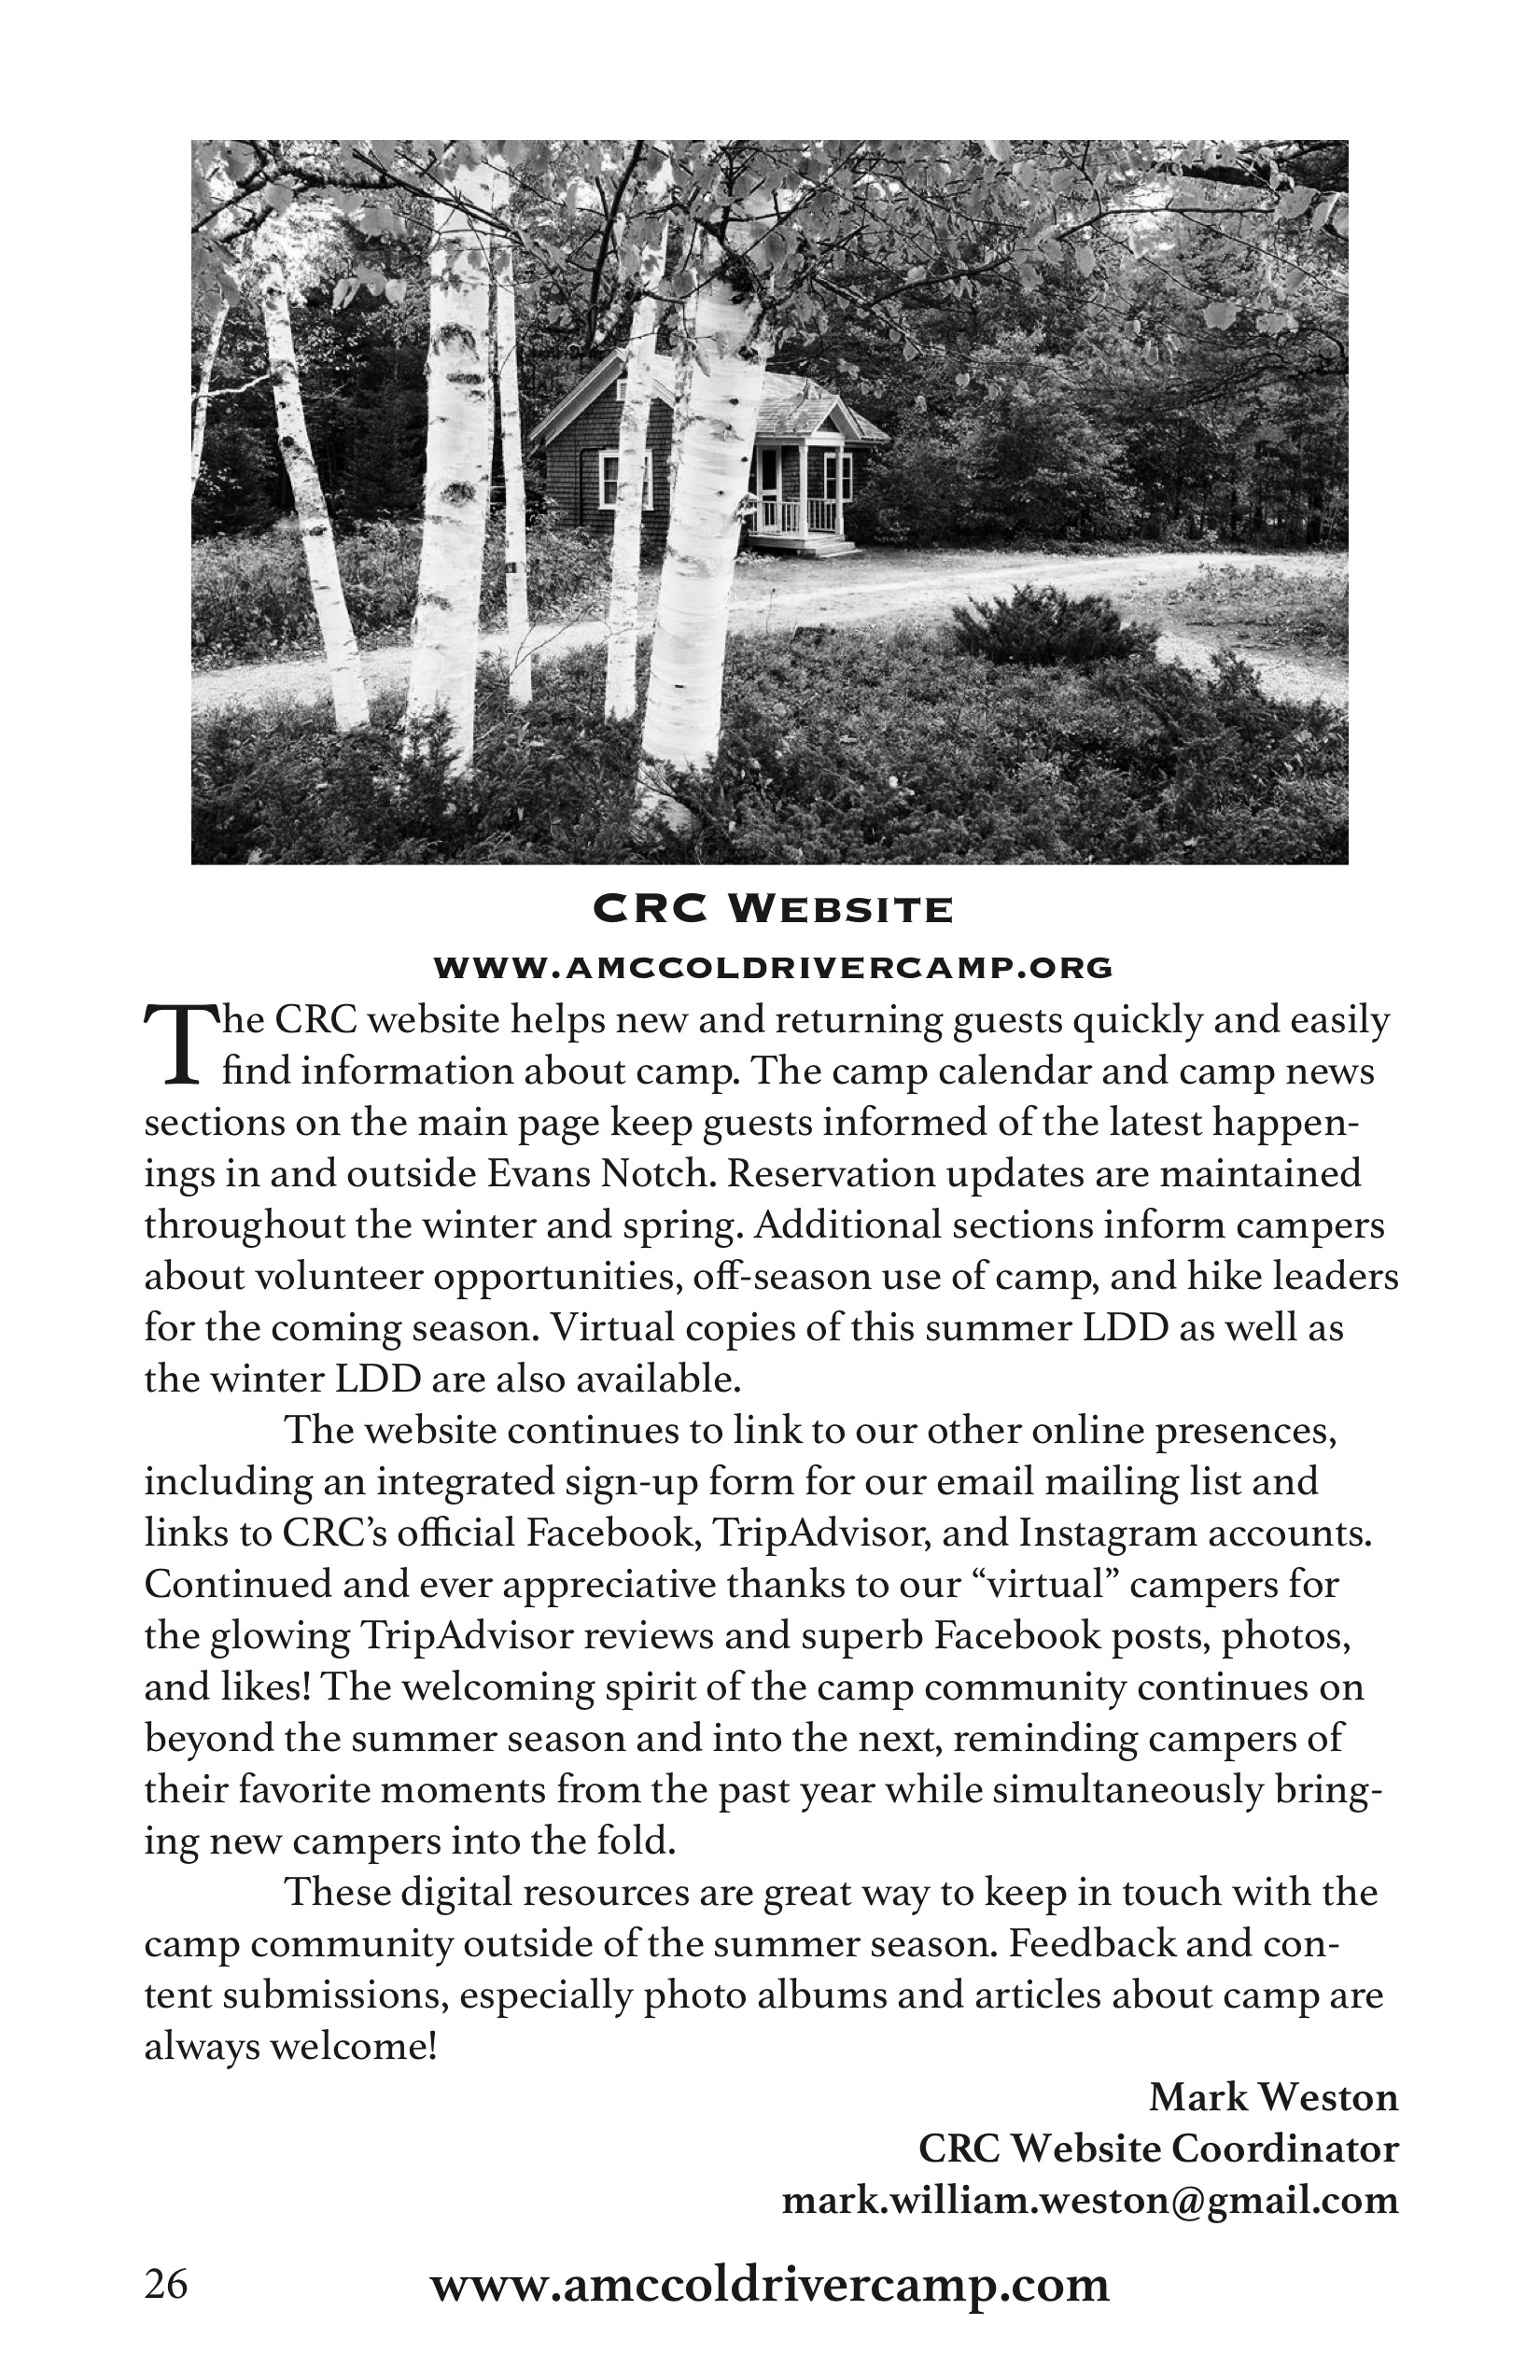 CRC Website
www.amccoldrivercamp.org
The CRC website helps new and returning guests quickly and easily
find information about camp. The camp calendar and camp news
sections on the main page keep guests informed of the latest happen-
ings in and outside Evans Notch. Reservation updates are maintained
throughout the winter and spring. Additional sections inform campers
about volunteer opportunities, off-season use of camp, and hike leaders
for the coming season. Virtual copies of this summer LDD as well as
the winter LDD are also available.
The website continues to link to our other online presences,
including an integrated sign-up form for our email mailing list and
links to CRC’s official Facebook, TripAdvisor, and Instagram accounts.
Continued and ever appreciative thanks to our “virtual” campers for
the glowing TripAdvisor reviews and superb Facebook posts, photos,
and likes! The welcoming spirit of the camp community continues on
beyond the summer season and into the next, reminding campers of
their favorite moments from the past year while simultaneously bring-
ing new campers into the fold.
These digital resources are great way to keep in touch with the
camp community outside of the summer season. Feedback and con-
tent submissions, especially photo albums and articles about camp are
always welcome!
Mark Weston
CRC Website Coordinator
mark.william.weston@gmail.com
26 www.amccoldrivercamp.com